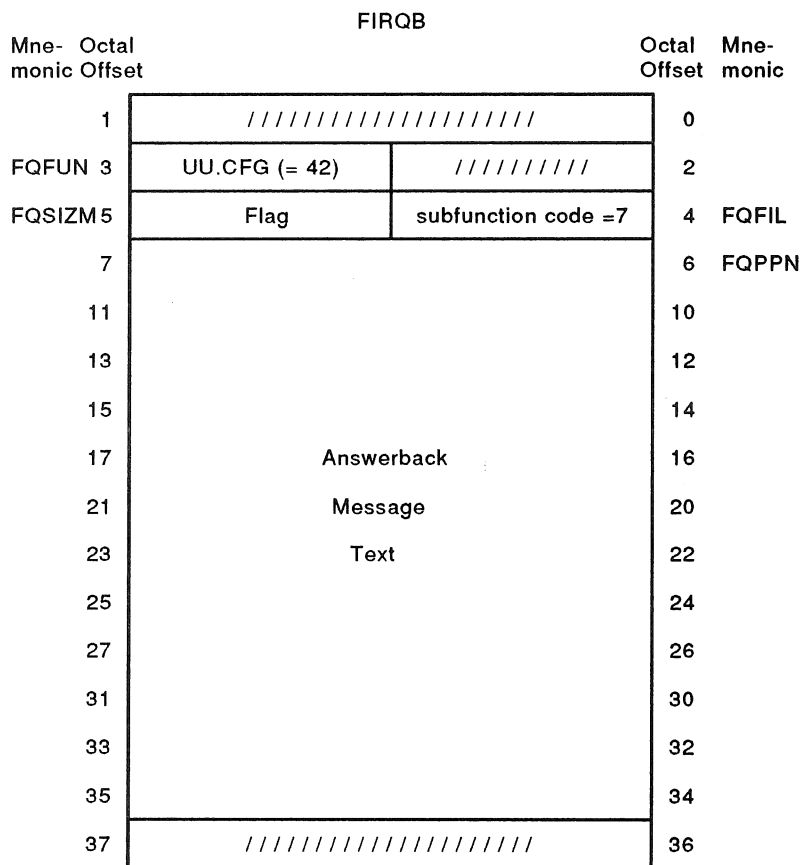 FIRQB
Mne- Octal Octal Mne-
monic Offset Offset monic
1 ///////////////////// 0
FQFUN 3 UU.CFG (= 42) ////////// 2
FQSIZM 5 Flag subfunction code =7 4 FQFIL
7 6 FQPPN
11 10
13 12
15 14
17 Answerback 16
21 Message 20
23 Text 22
25 24
27 26
31 30
33 32
35 34
37 ///////////////////// 36